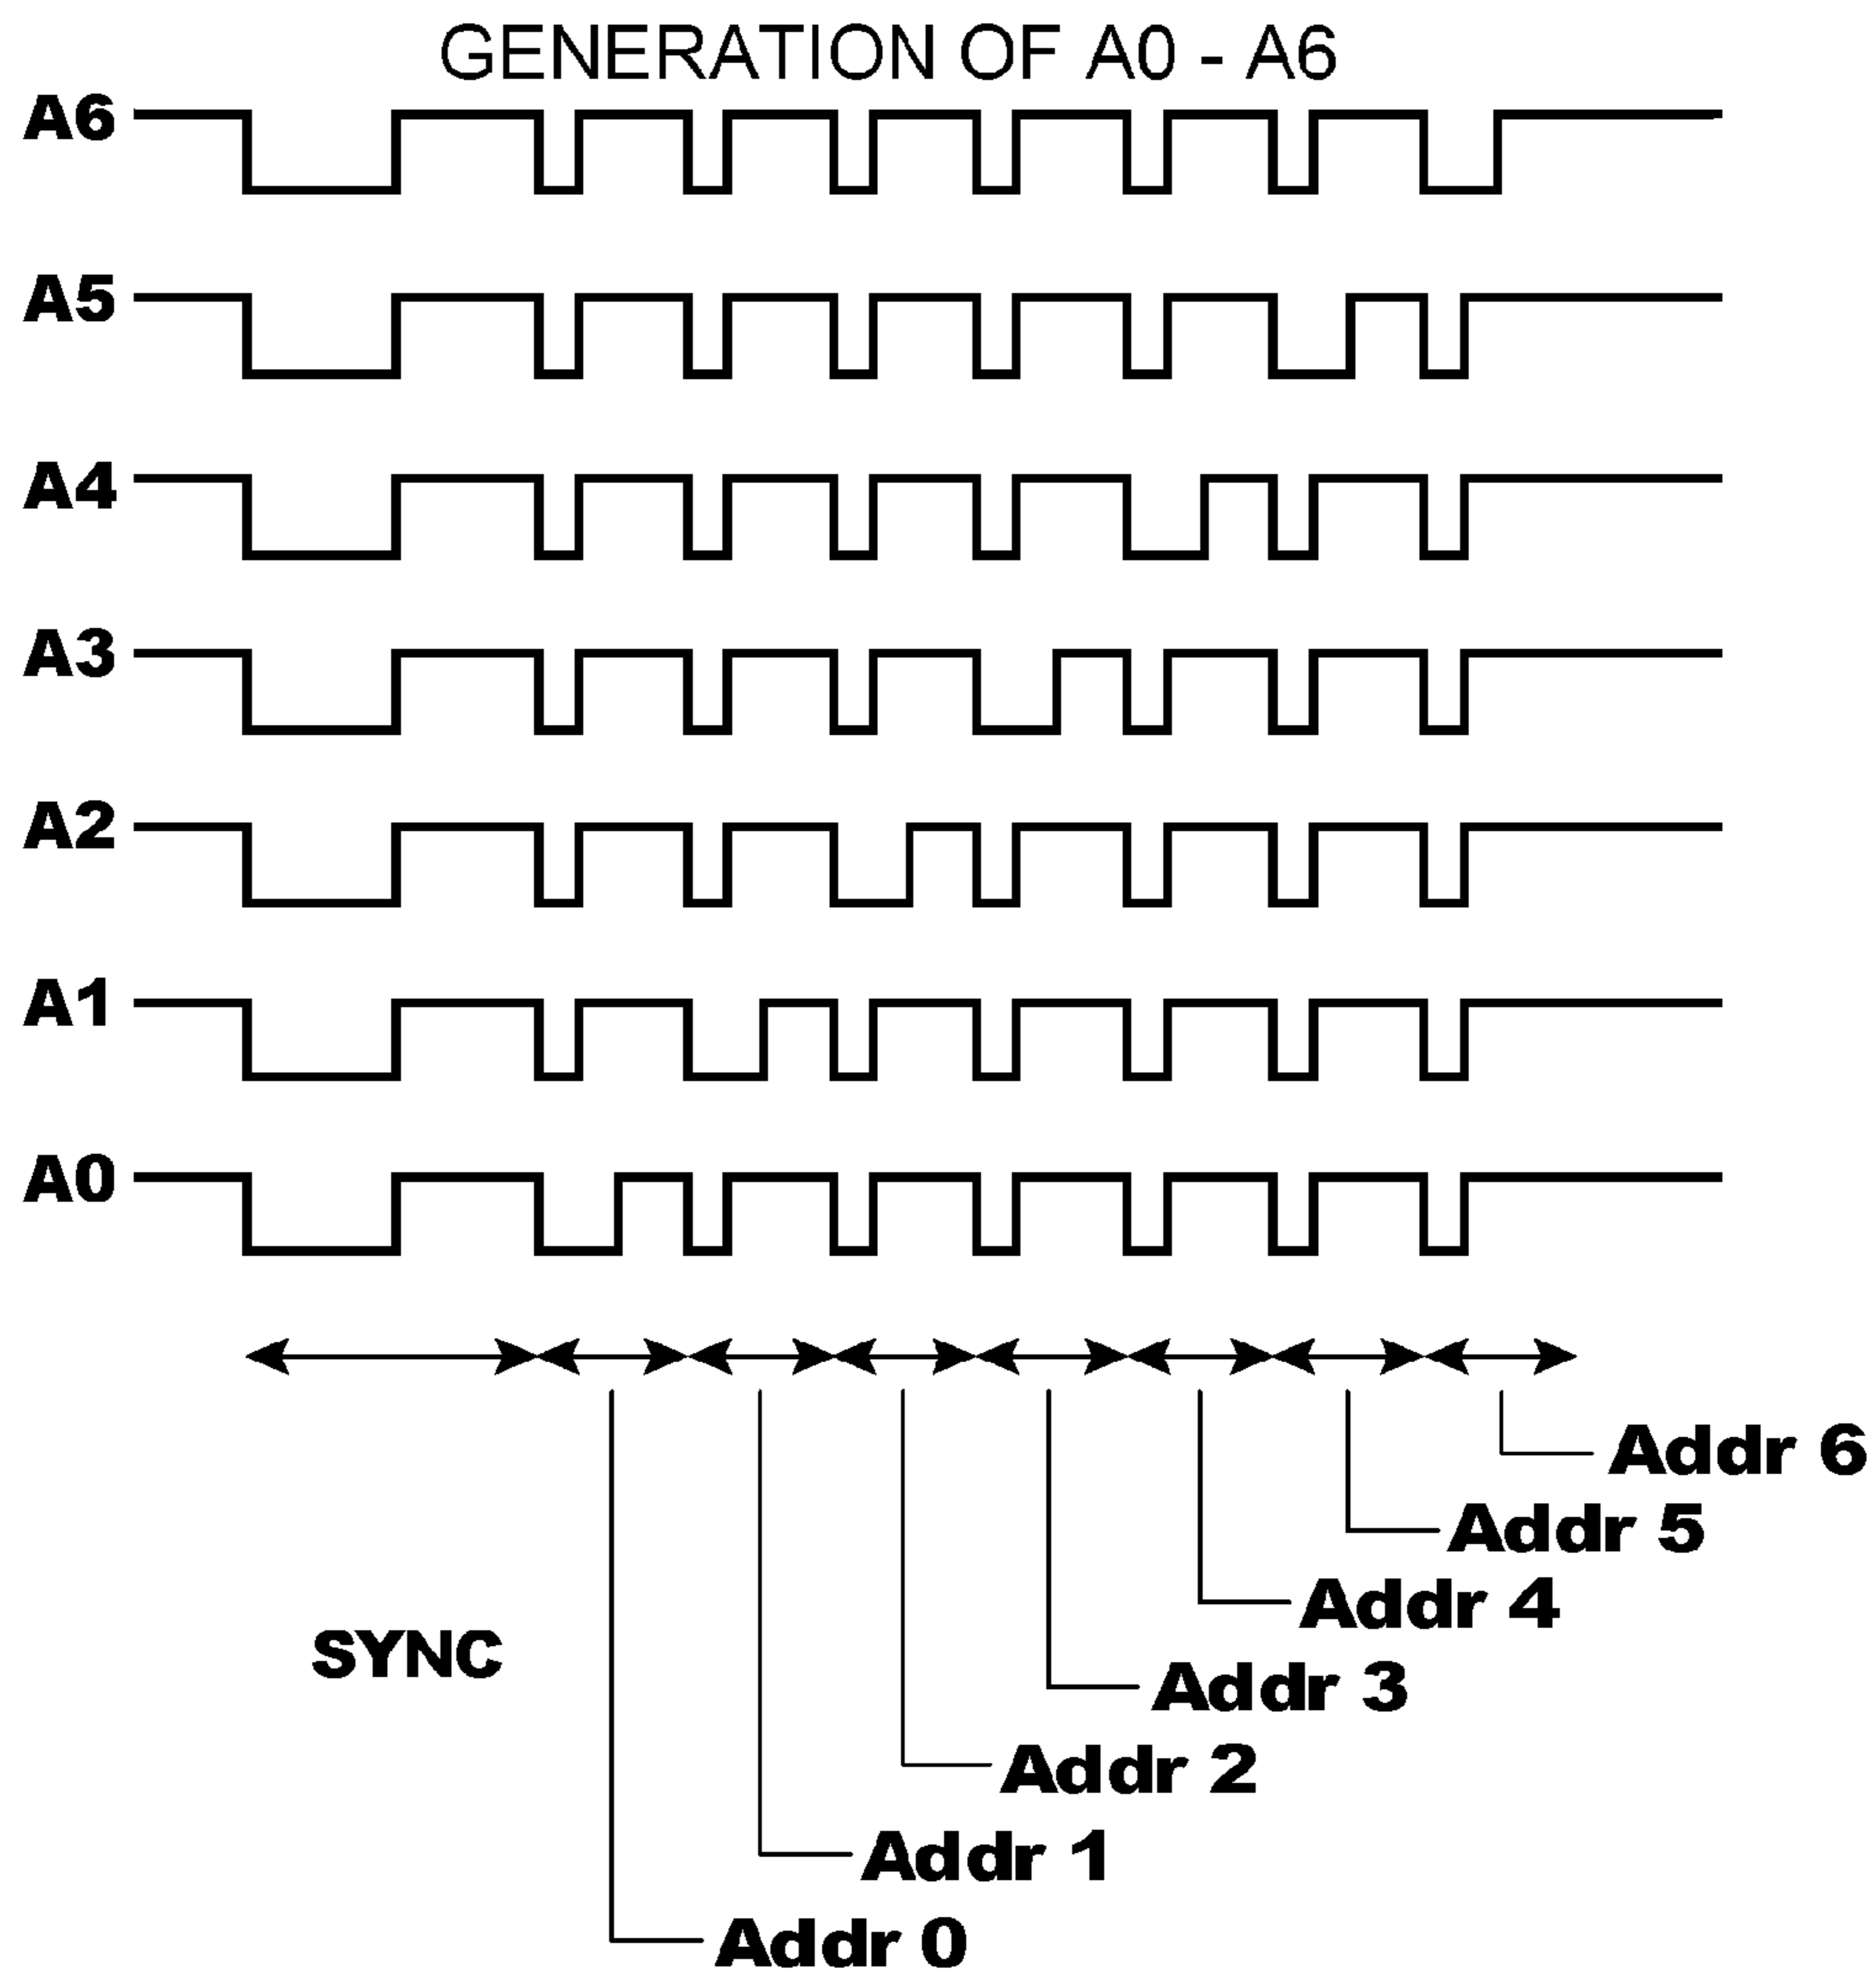 GENERATION OF A0 - A6
A6
A5
A4
A3
A2
A1
A0
Addr 6
Addr 5
Addr 4
SYNC
Addr 3
Addr 2
Addr 1
Addr 0